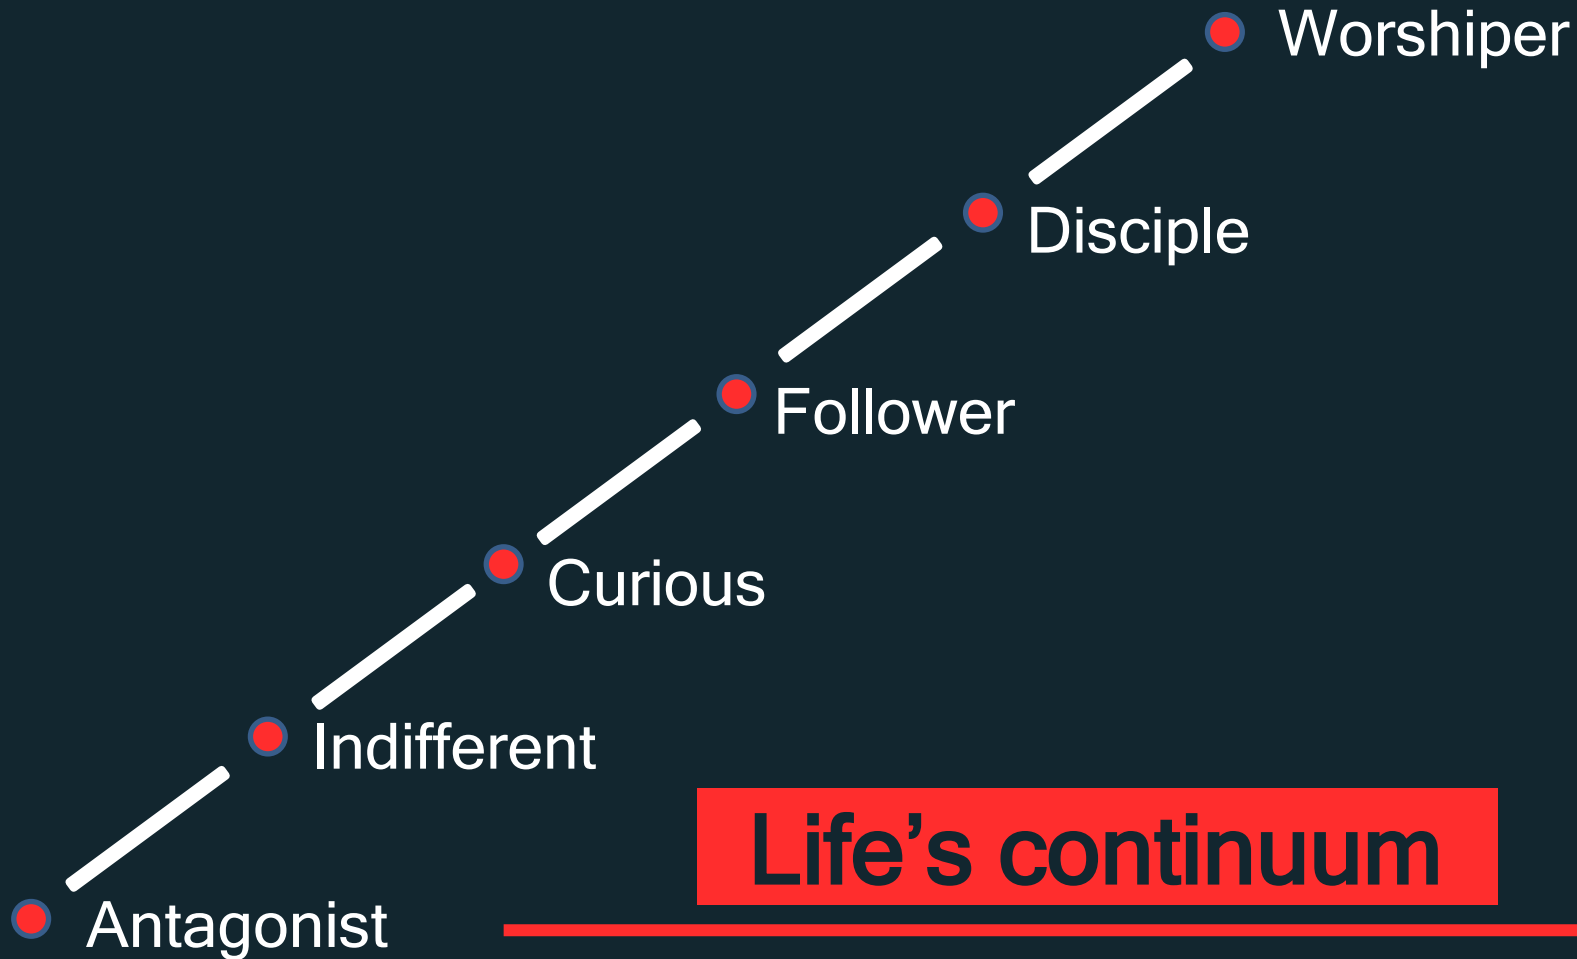 Worshiper
Disciple
Follower
Curious
Indifferent
Life’s continuum
Antagonist